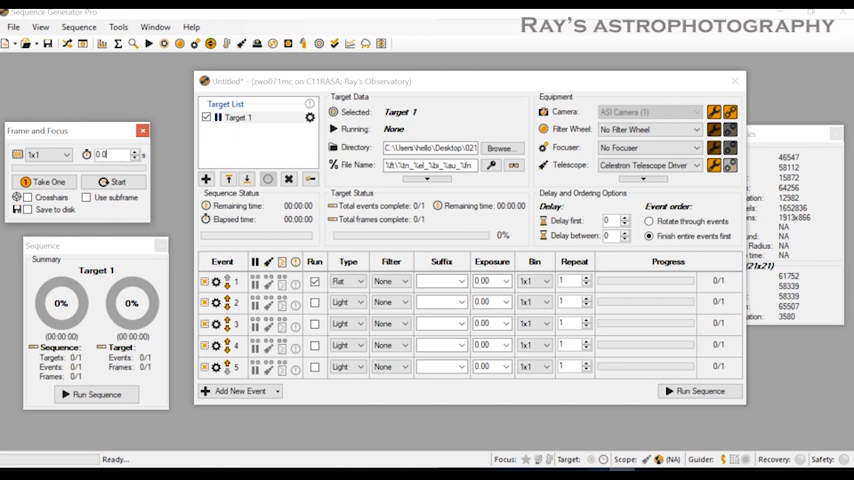 Sequence Generator Pro
RAY'S ASTROPHOTOGRAPHY
File View Sequence Tools Window Help
Untitled* - (zwo071mc on C11RASA; Ray's Observatory)
Target List
Target 1
Target Data
Selected: Target 1
Running: None
Directory: C:\Users\hello\Desktop\021 Browse...
File Name: %ft\%tn_%el_%bi_%au_%fn
Equipment
Camera: ASI Camera (1)
Filter Wheel: No Filter Wheel
Focuser: No Focuser
Telescope: Celestron Telescope Driver
Frame and Focus
1x1 0.0 s
Take One Start
Crosshairs Use subframe
Save to disk
Sequence Status
Remaining time: 00:00:00
Elapsed time: 00:00:00
Target Status
Total events complete: 0/1 Remaining time: 00:00:00
Total frames complete: 0/1
0%
Delay and Ordering Options
Delay: Event order:
Delay first: 0 Rotate through events
Delay between: 0 Finish entire events first
Event Run Type Filter Suffix Exposure Bin Repeat Progress
1 Flat None 0.00 1x1 1 0/1
2 Light None 0.00 1x1 1 0/1
3 Light None 0.00 1x1 1 0/1
4 Light None 0.00 1x1 1 0/1
5 Light None 0.00 1x1 1 0/1
Add New Event Run Sequence
Sequence
Summary
Target 1
0% 0%
(00:00:00) (00:00:00)
Sequence: Target:
Targets: 0/1 Events: 0/1
Events: 0/1 Frames: 0/1
Frames: 0/1
Run Sequence
ics
46547
58112
15872
64256
12982
1652836
1913x866
NA
Radius: NA
time: NA
(21x21)
61752
58339
58339
65507
ation: 3580
Ready...
Focus: Target: Scope: (NA) Guider: Recovery: Safety: